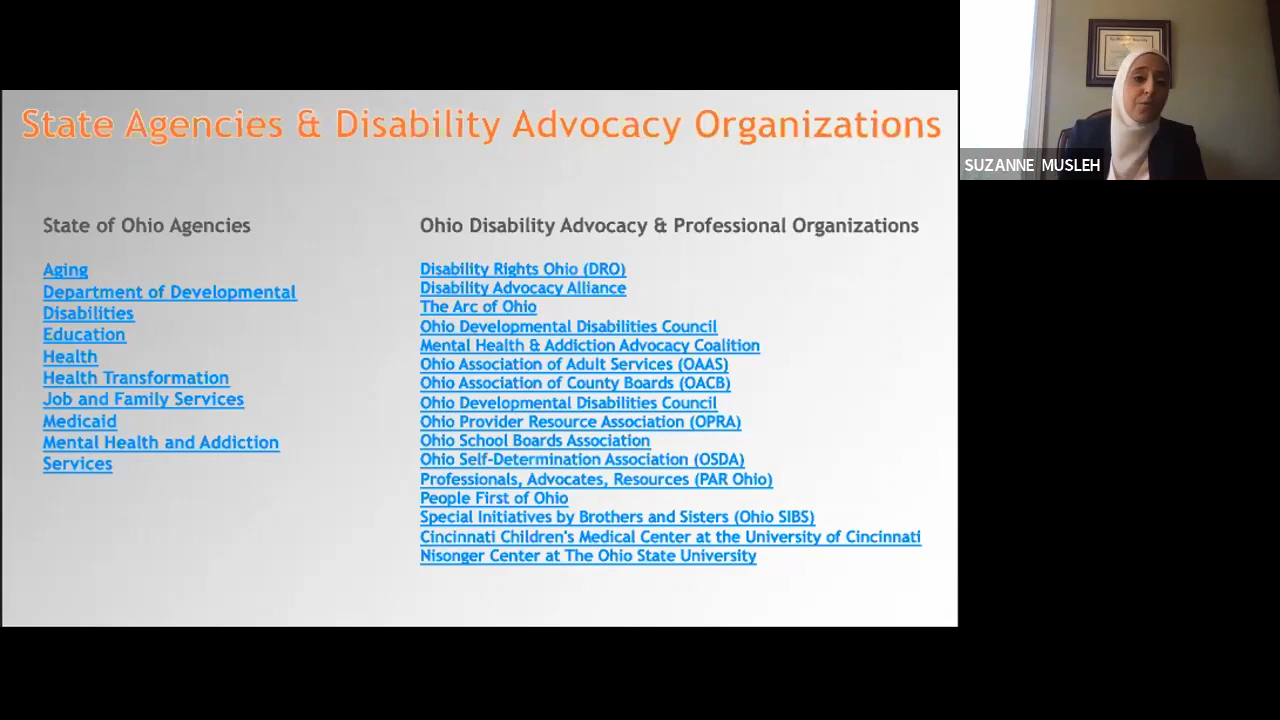 State Agencies & Disability Advocacy Organizations
SUZANNE MUSLEH
State of Ohio Agencies
Aging
Department of Developmental
Disabilities
Education
Health
Health Transformation
Job and Family Services
Medicaid
Mental Health and Addiction
Services
Ohio Disability Advocacy & Professional Organizations
Disability Rights Ohio (DRO)
Disability Advocacy Alliance
The Arc of Ohio
Ohio Developmental Disabilities Council
Mental Health & Addiction Advocacy Coalition
Ohio Association of Adult Services (OAAS)
Ohio Association of County Boards (OACB)
Ohio Developmental Disabilities Council
Ohio Provider Resource Association (OPRA)
Ohio School Boards Association
Ohio Self-Determination Association (OSDA)
Professionals, Advocates, Resources (PAR Ohio)
People First of Ohio
Special Initiatives by Brothers and Sisters (Ohio SIBS)
Cincinnati Children's Medical Center at the University of Cincinnati
Nisonger Center at The Ohio State University